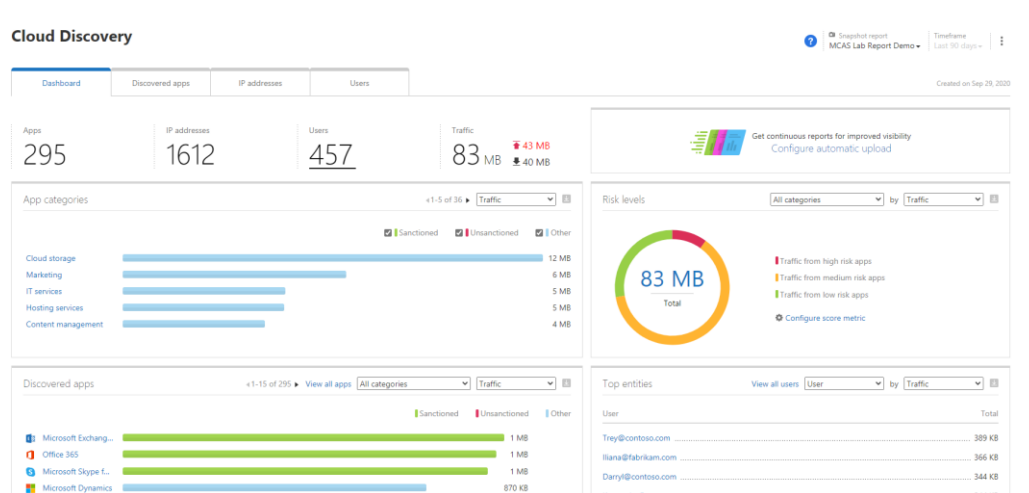 Cloud Discovery
Snapshot report
MCAS Lab Report Demo
Timeframe
Last 90 days
Dashboard
Discovered apps
IP addresses
Users
Created on Sep 29, 2020
Apps
295
IP addresses
1612
Users
457
Traffic
83 MB
43 MB
40 MB
Get continuous reports for improved visibility
Configure automatic upload
App categories
1-5 of 36
Traffic
Sanctioned
Unsanctioned
Other
Cloud storage 12 MB
Marketing 6 MB
IT services 5 MB
Hosting services 5 MB
Content management 4 MB
Risk levels
All categories by Traffic
83 MB
Total
Traffic from high risk apps
Traffic from medium risk apps
Traffic from low risk apps
Configure score metric
Discovered apps
1-15 of 295
View all apps
All categories
Traffic
Sanctioned
Unsanctioned
Other
Microsoft Exchang... 1 MB
Office 365 1 MB
Microsoft Skype f... 1 MB
Microsoft Dynamics 870 KB
Top entities
View all users
User by Traffic
User Total
Trey@contoso.com 389 KB
Iliana@fabrikam.com 366 KB
Darryl@contoso.com 344 KB